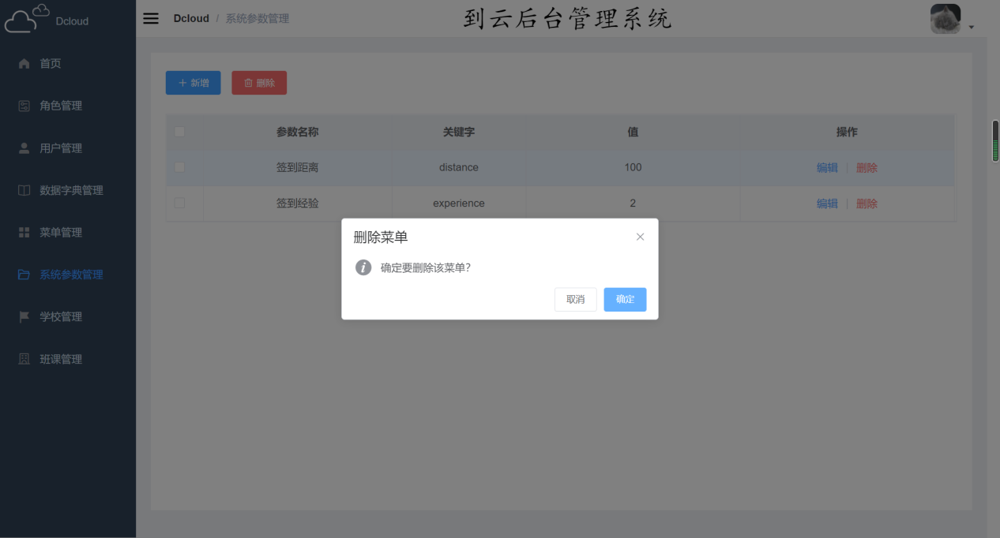 Dcloud
Dcloud / 系统参数管理
到云后台管理系统
首页
角色管理
用户管理
数据字典管理
菜单管理
系统参数管理
学校管理
班课管理
+ 新增 删除
参数名称 关键字 值 操作
签到距离 distance 100 编辑 | 删除
签到经验 experience 2 编辑 | 删除
删除菜单
确定要删除该菜单?
取消 确定